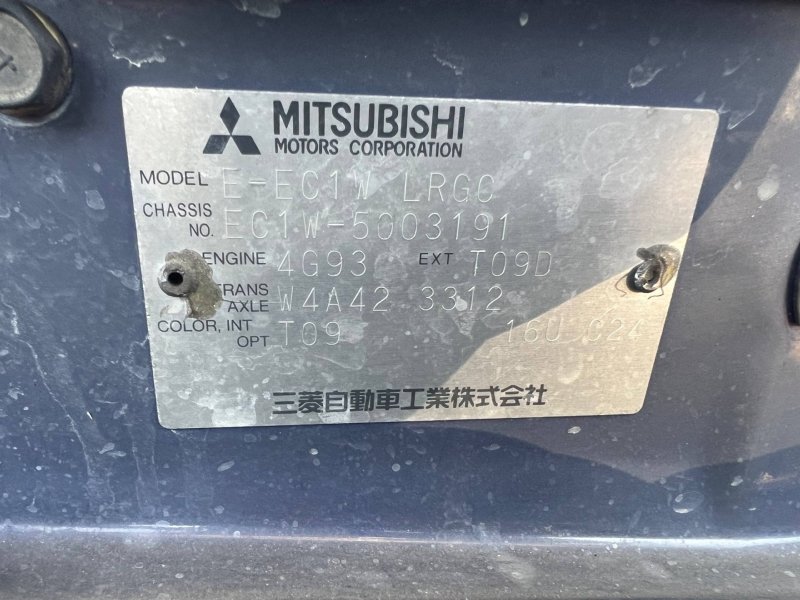 MITSUBISHI
MOTORS CORPORATION
MODEL E-EC1W LRGC
CHASSIS NO. EC1W-5003191
ENGINE 4G93 EXT T09D
TRANS AXLE W4A42 3312
COLOR, INT OPT T09 16U C24
三菱自動車工業株式会社